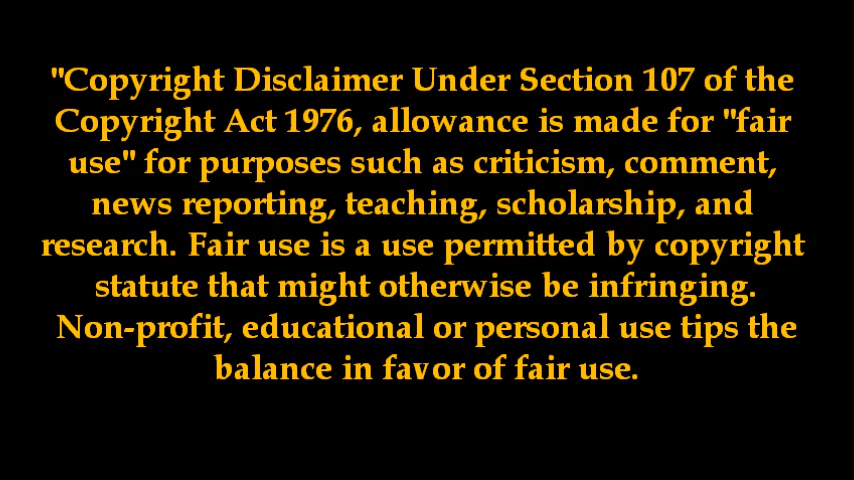 "Copyright Disclaimer Under Section 107 of the
Copyright Act 1976, allowance is made for "fair
use" for purposes such as criticism, comment,
news reporting, teaching, scholarship, and
research. Fair use is a use permitted by copyright
statute that might otherwise be infringing.
Non-profit, educational or personal use tips the
balance in favor of fair use.